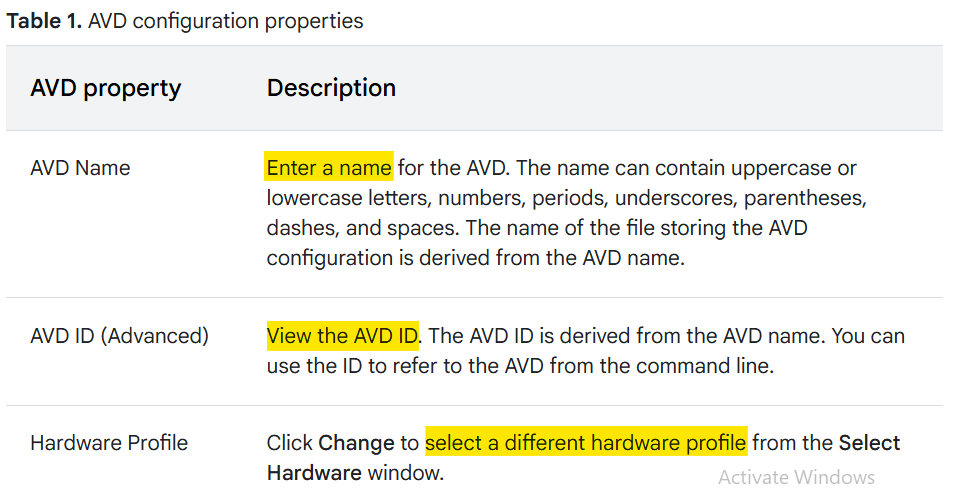 Table 1. AVD configuration properties
AVD property Description
AVD Name Enter a name for the AVD. The name can contain uppercase or
lowercase letters, numbers, periods, underscores, parentheses,
dashes, and spaces. The name of the file storing the AVD
configuration is derived from the AVD name.
AVD ID (Advanced) View the AVD ID. The AVD ID is derived from the AVD name. You can
use the ID to refer to the AVD from the command line.
Hardware Profile Click Change to select a different hardware profile from the Select
Hardware window.
Activate Windows